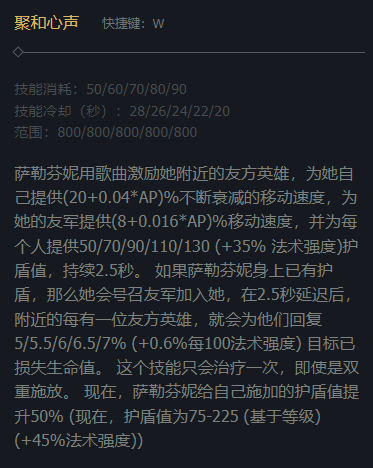 聚和心声 快捷键：W
技能消耗：50/60/70/80/90
技能冷却（秒）：28/26/24/22/20
范围：800/800/800/800/800
萨勒芬妮用歌曲激励她附近的友方英雄，为她自
己提供(20+0.04*AP)%不断衰减的移动速度，为
她的友军提供(8+0.016*AP)%移动速度，并为每
个人提供50/70/90/110/130 (+35% 法术强度)护
盾值，持续2.5秒。 如果萨勒芬妮身上已有护
盾，那么她会号召友军加入她，在2.5秒延迟后，
附近的每有一位友方英雄，就会为他们回复
5/5.5/6/6.5/7% (+0.6%每100法术强度) 目标已
损失生命值。 这个技能只会治疗一次，即使是双
重施放。 现在，萨勒芬妮给自己施加的护盾值提
升50% (现在，护盾值为75-225 (基于等级)
(+45%法术强度))